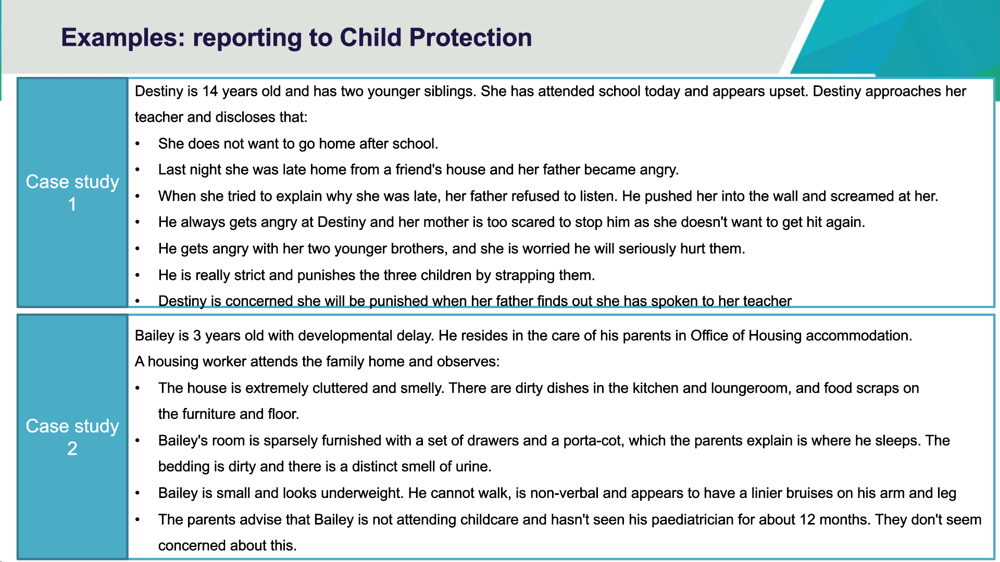 Examples: reporting to Child Protection
Case study
1
Destiny is 14 years old and has two younger siblings. She has attended school today and appears upset. Destiny approaches her
teacher and discloses that:
• She does not want to go home after school.
• Last night she was late home from a friend's house and her father became angry.
• When she tried to explain why she was late, her father refused to listen. He pushed her into the wall and screamed at her.
• He always gets angry at Destiny and her mother is too scared to stop him as she doesn't want to get hit again.
• He gets angry with her two younger brothers, and she is worried he will seriously hurt them.
• He is really strict and punishes the three children by strapping them.
• Destiny is concerned she will be punished when her father finds out she has spoken to her teacher
Case study
2
Bailey is 3 years old with developmental delay. He resides in the care of his parents in Office of Housing accommodation.
A housing worker attends the family home and observes:
• The house is extremely cluttered and smelly. There are dirty dishes in the kitchen and loungeroom, and food scraps on
the furniture and floor.
• Bailey's room is sparsely furnished with a set of drawers and a porta-cot, which the parents explain is where he sleeps. The
bedding is dirty and there is a distinct smell of urine.
• Bailey is small and looks underweight. He cannot walk, is non-verbal and appears to have a linier bruises on his arm and leg
• The parents advise that Bailey is not attending childcare and hasn't seen his paediatrician for about 12 months. They don't seem
concerned about this.